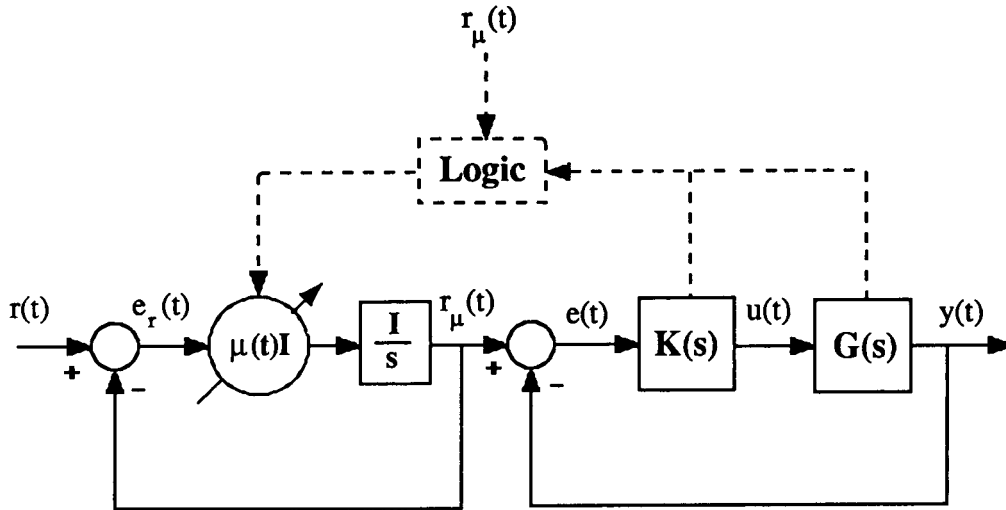 r_μ(t)
Logic
r(t)
e_r(t)
μ(t)I
I
s
r_μ(t)
e(t)
K(s)
u(t)
G(s)
y(t)
+
−
+
−